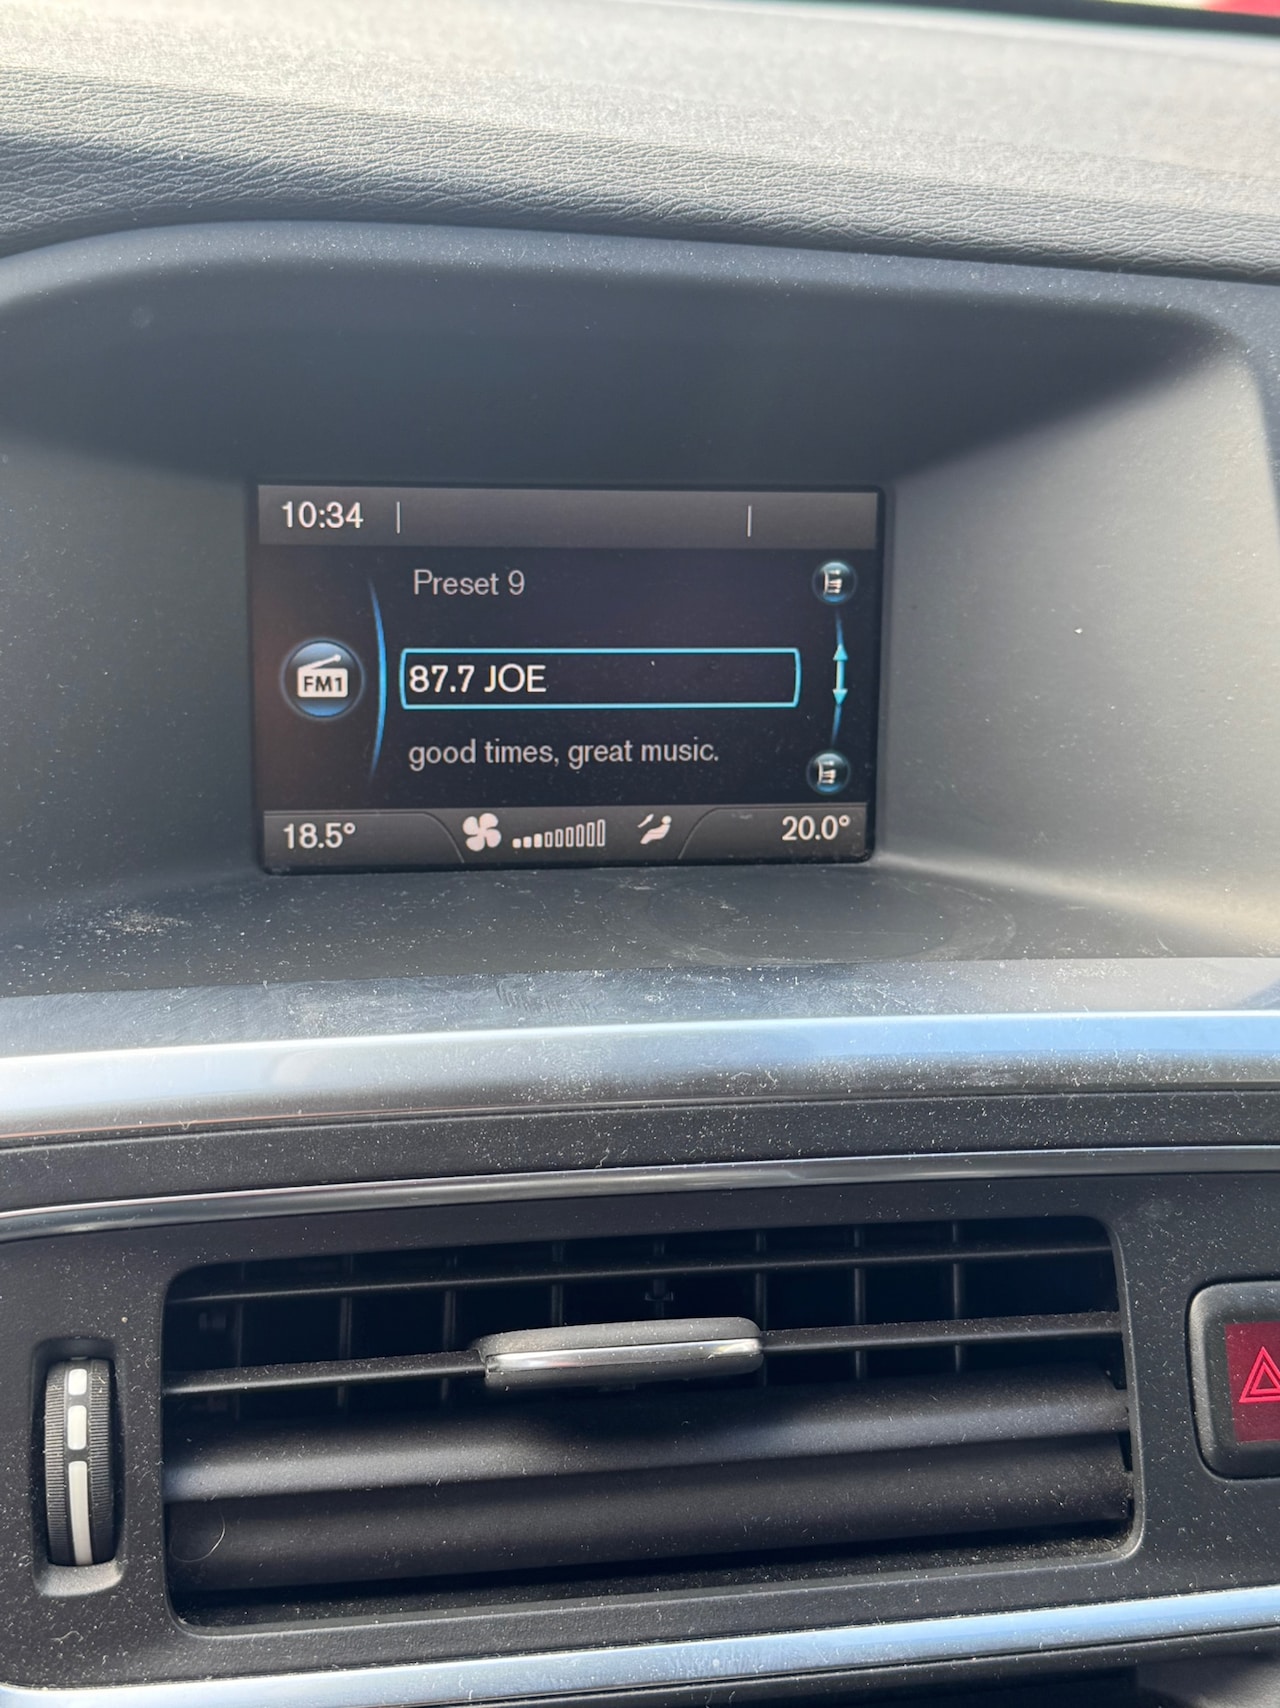 10:34
Preset 9
FM1
87.7 JOE
good times, great music.
18.5°
20.0°